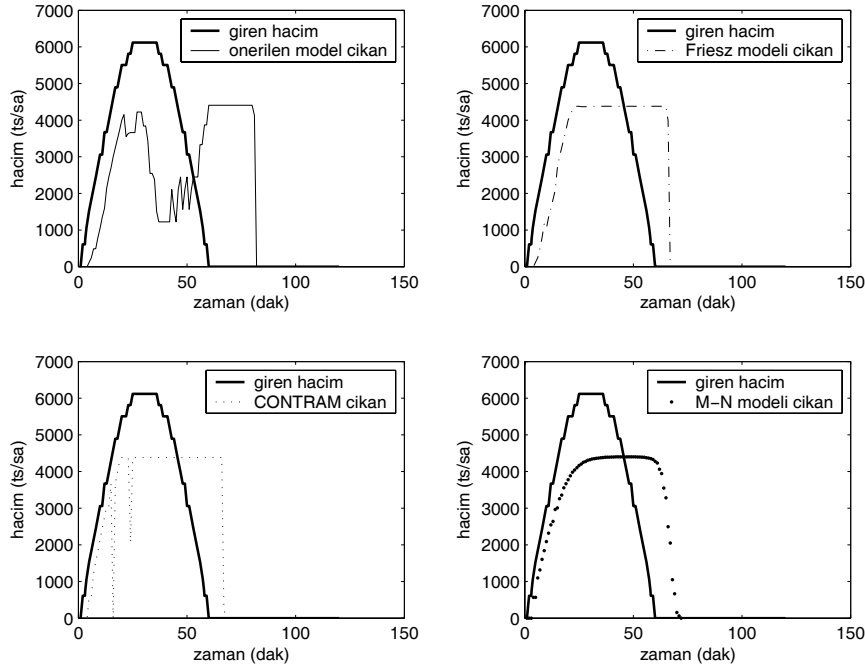 7000
6000
5000
4000
3000
2000
1000
0
hacim (ts/sa)
giren hacim
onerilen model cikan
0 50 100 150
zaman (dak)
7000
6000
5000
4000
3000
2000
1000
0
hacim (ts/sa)
giren hacim
Friesz modeli cikan
0 50 100 150
zaman (dak)
7000
6000
5000
4000
3000
2000
1000
0
hacim (ts/sa)
giren hacim
CONTRAM cikan
0 50 100 150
zaman (dak)
7000
6000
5000
4000
3000
2000
1000
0
hacim (ts/sa)
giren hacim
M−N modeli cikan
0 50 100 150
zaman (dak)